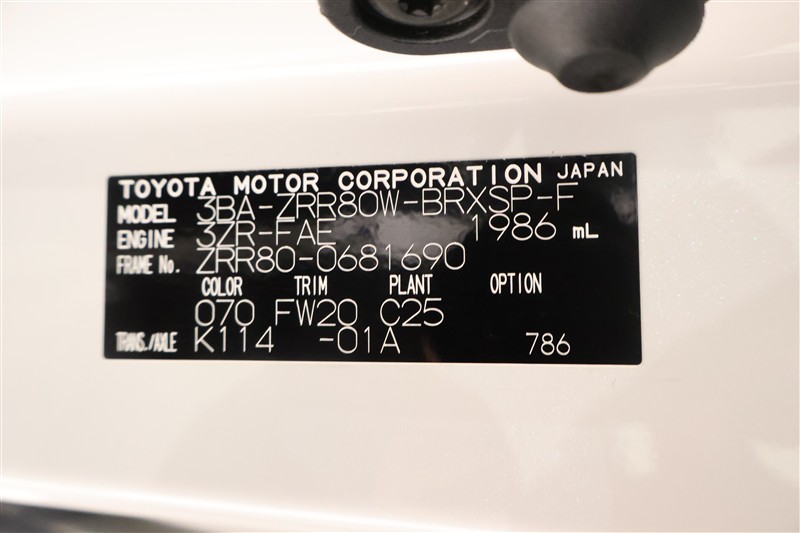 TOYOTA MOTOR CORPORATION JAPAN
MODEL 3BA-ZRR80W-BRXSP-F
ENGINE 3ZR-FAE 1986 mL
FRAME No. ZRR80-0681690
COLOR TRIM PLANT OPTION
070 FW20 C25
TRANS./AXLE K114 -01A 786